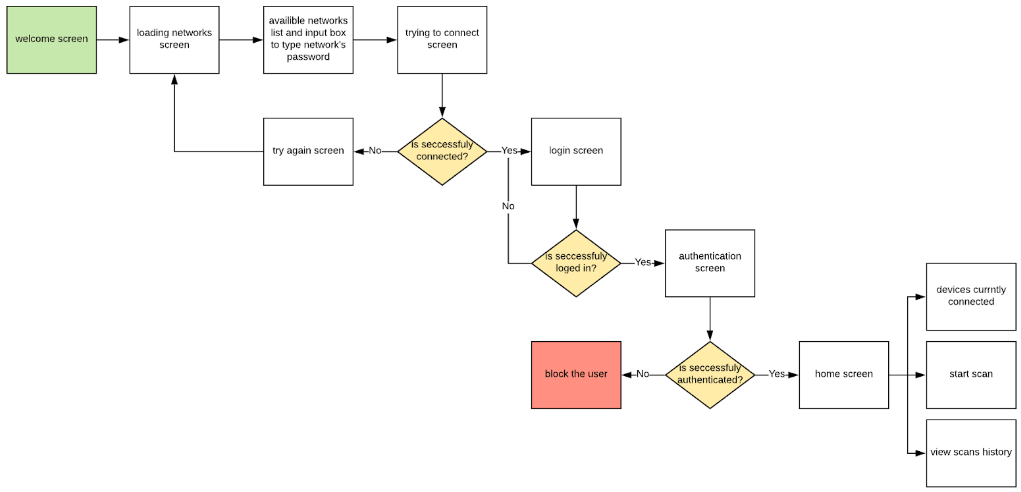 welcome screen
loading networks
screen
availible networks
list and input box
to type network's
password
trying to connect
screen
try again screen
No
is seccessfuly
connected?
Yes
login screen
No
is seccessfuly
loged in?
Yes
authentication
screen
block the user
No
is seccessfuly
authenticated?
Yes
home screen
devices currntly
connected
start scan
view scans history